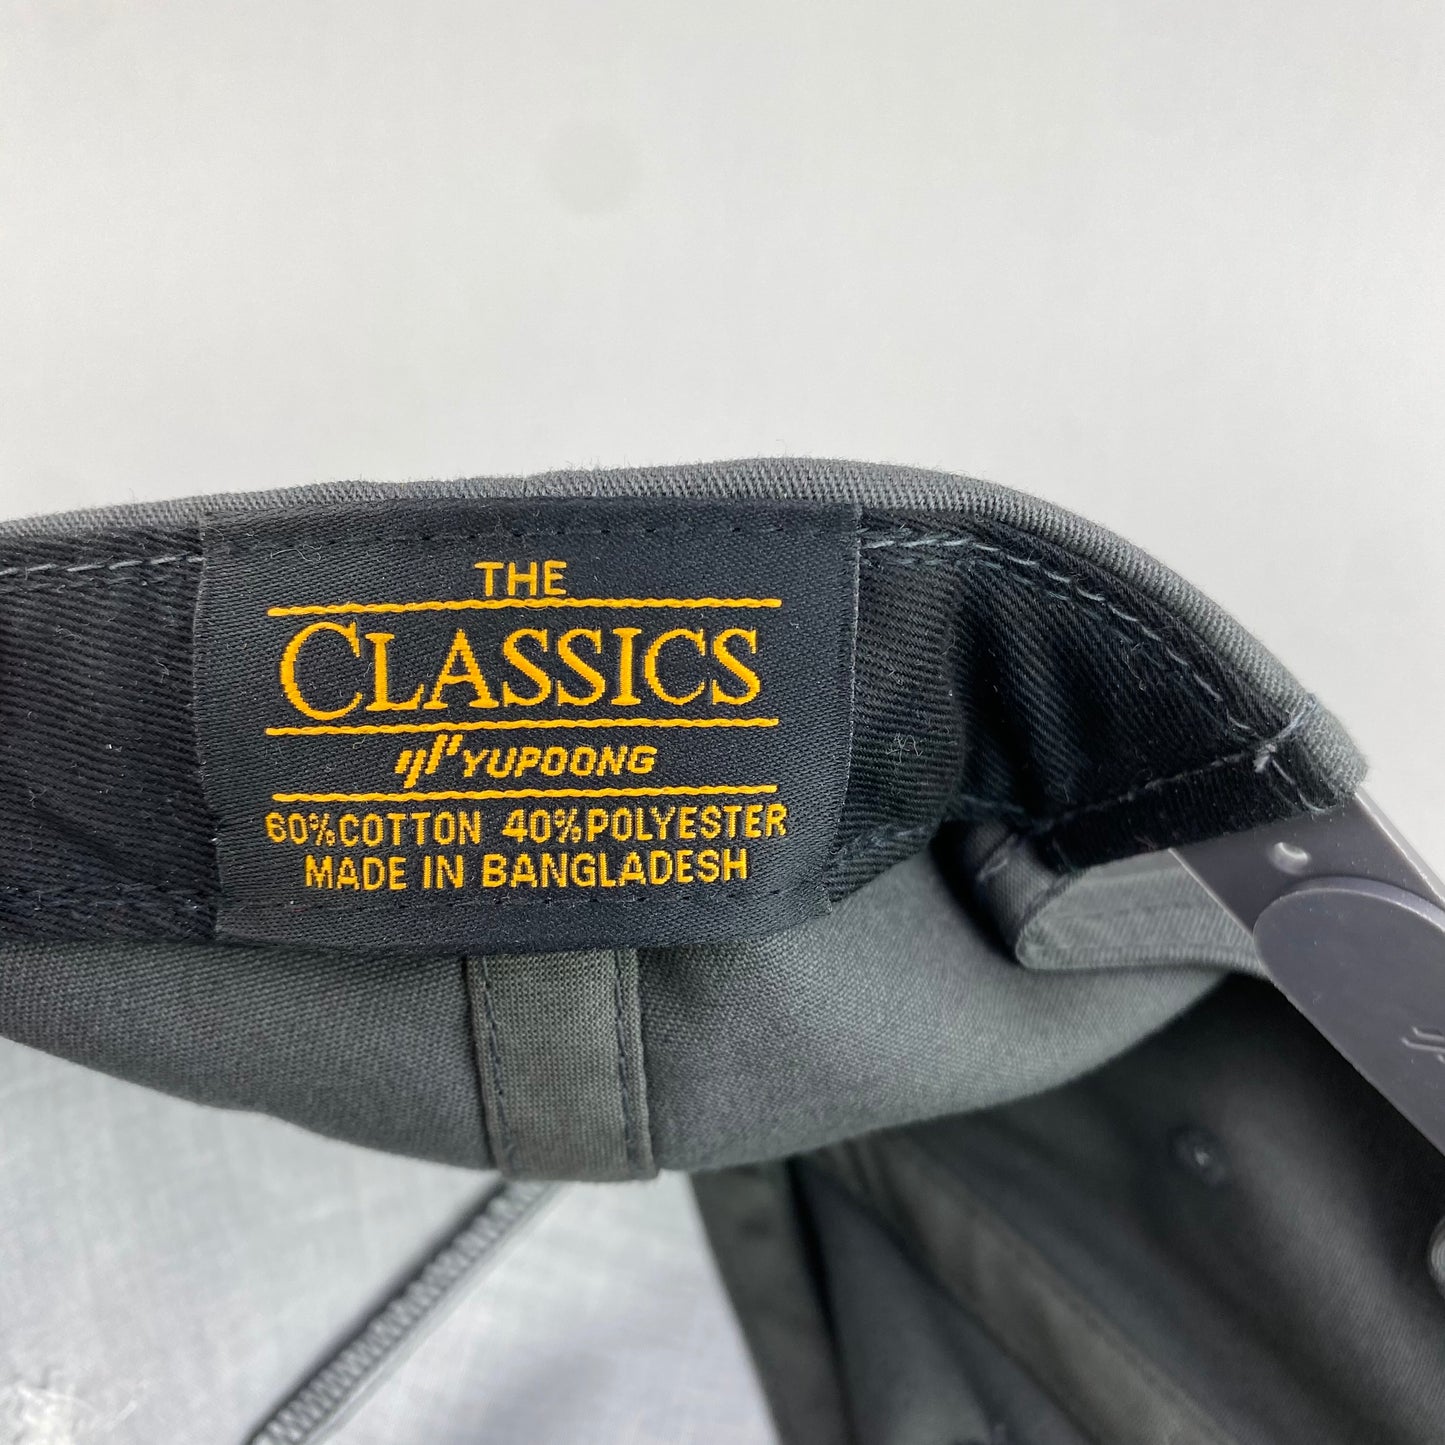 THE
CLASSICS
YUPOONG
60%COTTON 40%POLYESTER
MADE IN BANGLADESH